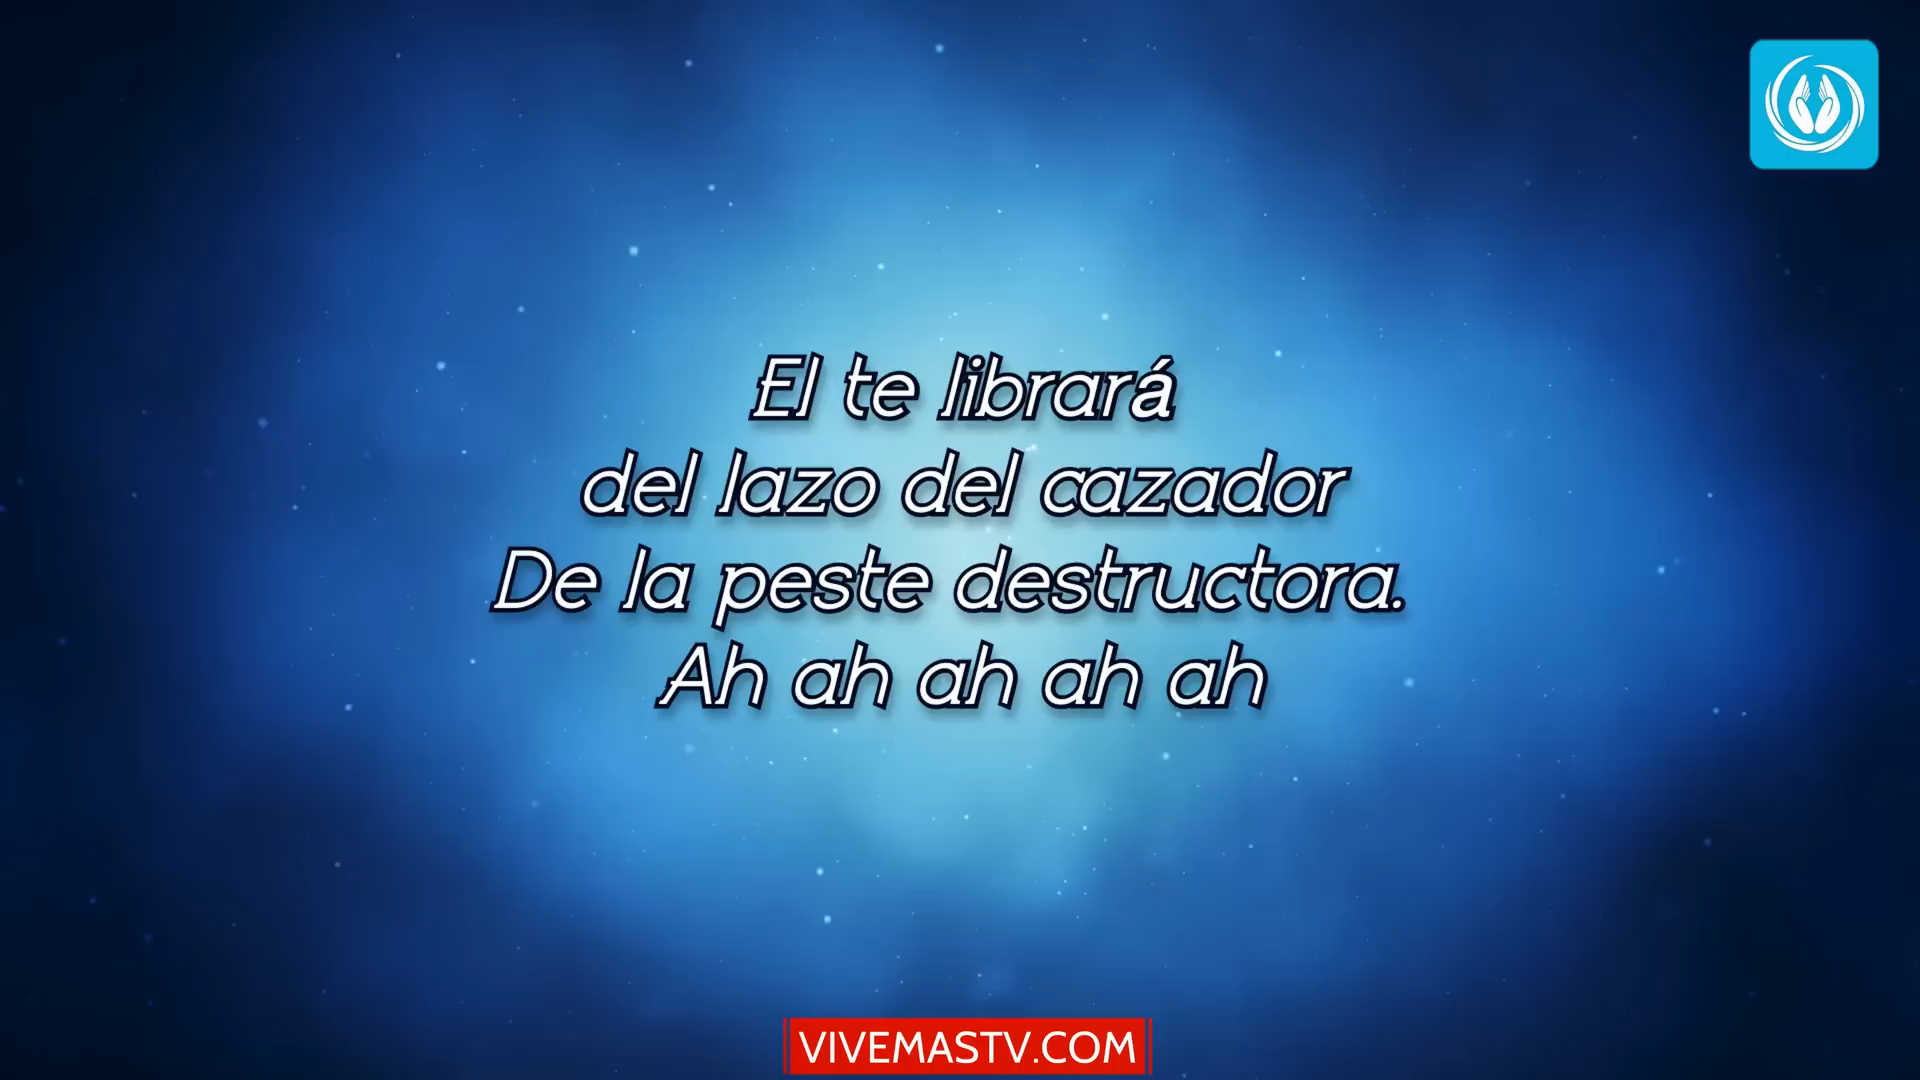 El te librará
del lazo del cazador
De la peste destructora.
Ah ah ah ah ah
VIVEMASTV.COM